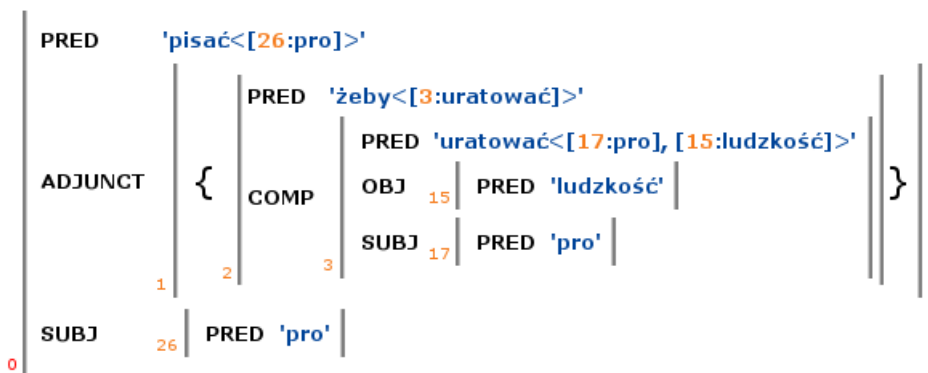 PRED 'pisać<[26:pro]>'
PRED 'żeby<[3:uratować]>'
PRED 'uratować<[17:pro], [15:ludzkość]>'
ADJUNCT { COMP OBJ 15 PRED 'ludzkość' }
SUBJ 17 PRED 'pro'
1 2 3
SUBJ 26 PRED 'pro'
0